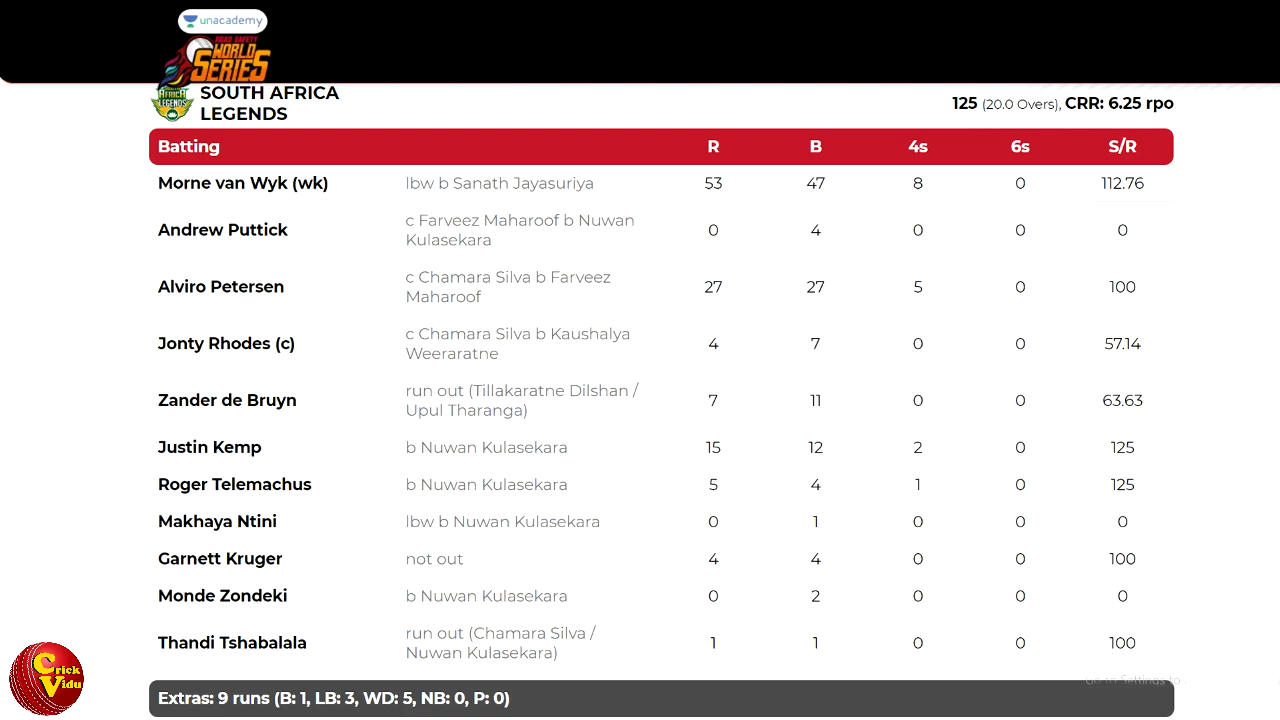 unacademy
ROAD SAFETY
WORLD
SERIES
AFRICA
LEGENDS
SOUTH AFRICA
LEGENDS
125 (20.0 Overs), CRR: 6.25 rpo
Batting R B 4s 6s S/R
Morne van Wyk (wk) lbw b Sanath Jayasuriya 53 47 8 0 112.76
c Farveez Maharoof b Nuwan
Andrew Puttick 0 4 0 0 0
Kulasekara
c Chamara Silva b Farveez
Alviro Petersen 27 27 5 0 100
Maharoof
c Chamara Silva b Kaushalya
Jonty Rhodes (c) 4 7 0 0 57.14
Weeraratne
run out (Tillakaratne Dilshan /
Zander de Bruyn 7 11 0 0 63.63
Upul Tharanga)
Justin Kemp b Nuwan Kulasekara 15 12 2 0 125
Roger Telemachus b Nuwan Kulasekara 5 4 1 0 125
Makhaya Ntini lbw b Nuwan Kulasekara 0 1 0 0 0
Garnett Kruger not out 4 4 0 0 100
Monde Zondeki b Nuwan Kulasekara 0 2 0 0 0
run out (Chamara Silva /
Thandi Tshabalala 1 1 0 0 100
Nuwan Kulasekara)
Crick
Vidu
Settings to
Extras: 9 runs (B: 1, LB: 3, WD: 5, NB: 0, P: 0)